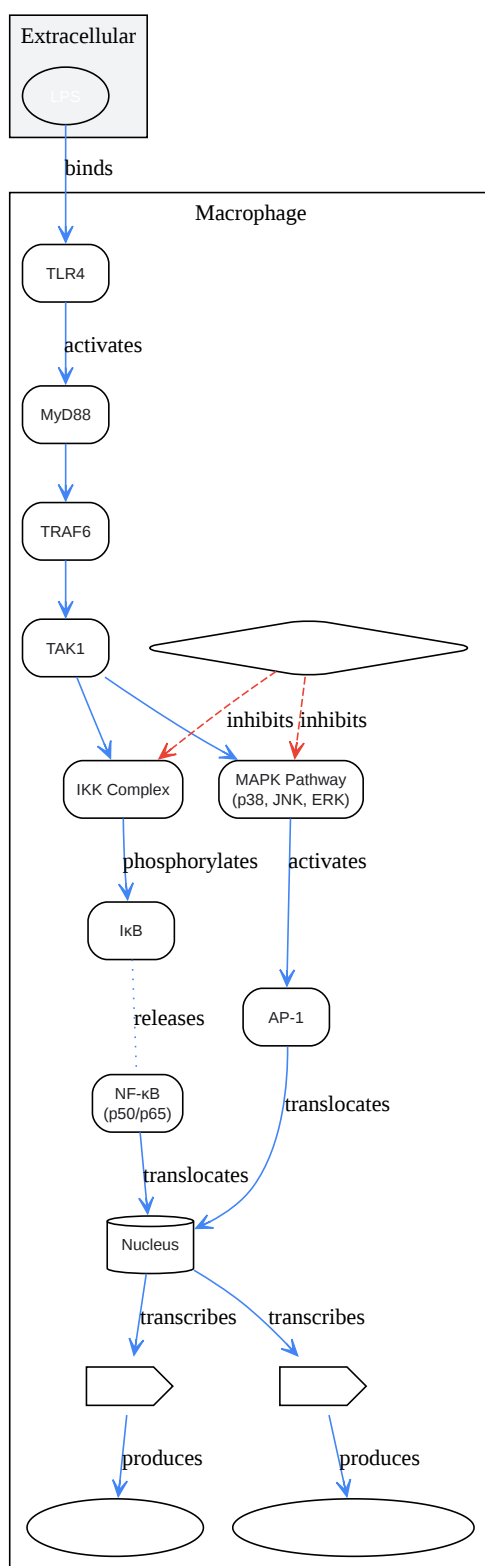 Extracellular
LPS
binds
Macrophage
TLR4
activates
MyD88
TRAF6
TAK1
inhibits
inhibits
IKK Complex
MAPK Pathway
(p38, JNK, ERK)
phosphorylates
activates
IκB
releases
AP-1
NF-κB
(p50/p65)
translocates
translocates
Nucleus
transcribes
transcribes
produces
produces